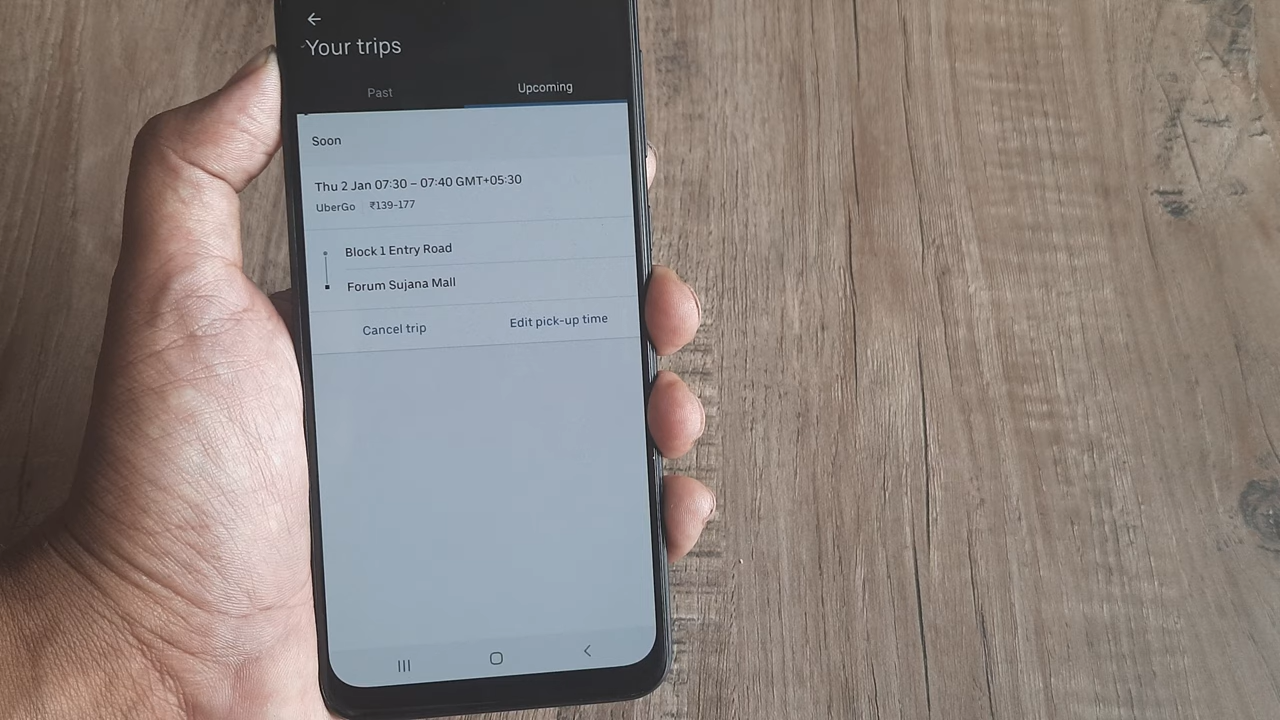 Your trips
Past Upcoming
Soon
Thu 2 Jan 07:30 – 07:40 GMT+05:30
UberGo ₹139-177
Block 1 Entry Road
Forum Sujana Mall
Cancel trip Edit pick-up time